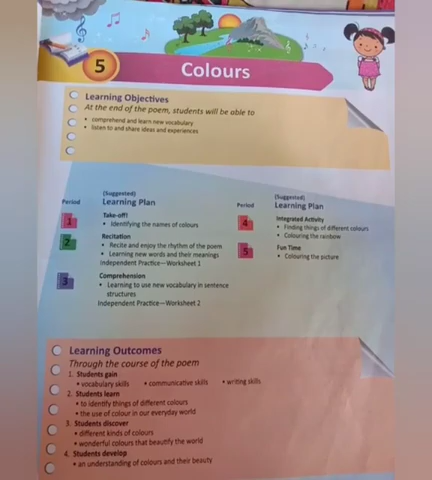 5
Colours
Learning Objectives
At the end of the poem, students will be able to
• comprehend and learn new vocabulary
• listen to and share ideas and experiences
Period
(Suggested)
Learning Plan
1
Take-off!
• Identifying the names of colours
2
Recitation
• Recite and enjoy the rhythm of the poem
• Learning new words and their meanings
Independent Practice—Worksheet 1
3
Comprehension
• Learning to use new vocabulary in sentence
structures
Independent Practice—Worksheet 2
Period
(Suggested)
Learning Plan
4
Integrated Activity
• Finding things of different colours
• Colouring the rainbow
5
Fun Time
• Colouring the picture
Learning Outcomes
Through the course of the poem
1. Students gain
• vocabulary skills • communicative skills • writing skills
2. Students learn
• to identify things of different colours
• the use of colour in our everyday world
3. Students discover
• different kinds of colours
• wonderful colours that beautify the world
4. Students develop
• an understanding of colours and their beauty